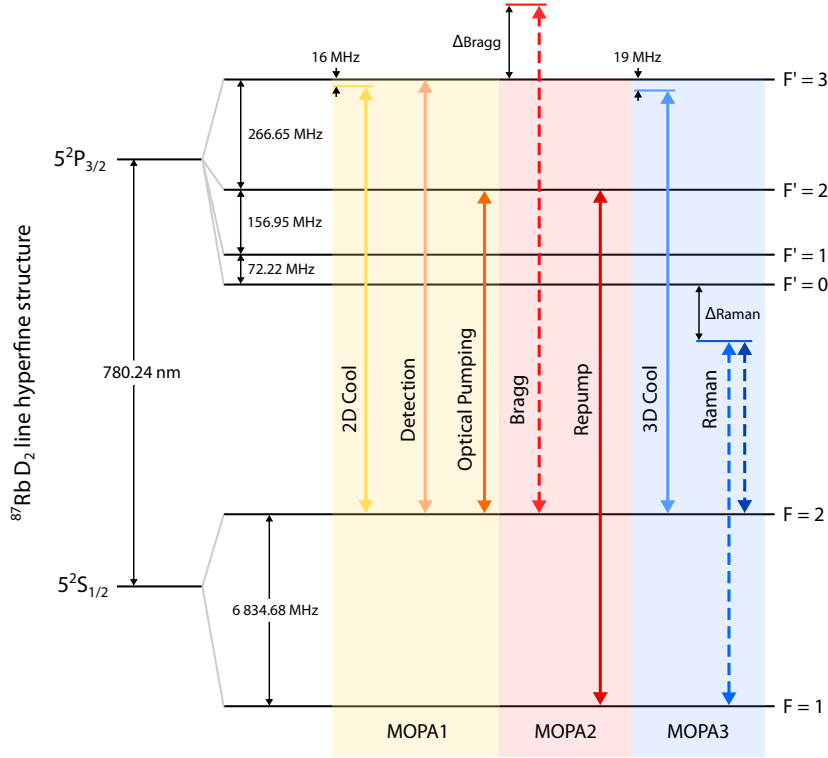 ΔBragg
16 MHz
19 MHz
F' = 3
266.65 MHz
5²P₃/₂
F' = 2
156.95 MHz
F' = 1
72.22 MHz
F' = 0
ΔRaman
780.24 nm
⁸⁷Rb D₂ line hyperfine structure
2D Cool
Detection
Optical Pumping
Bragg
Repump
3D Cool
Raman
F = 2
5²S₁/₂
6 834.68 MHz
F = 1
MOPA1
MOPA2
MOPA3